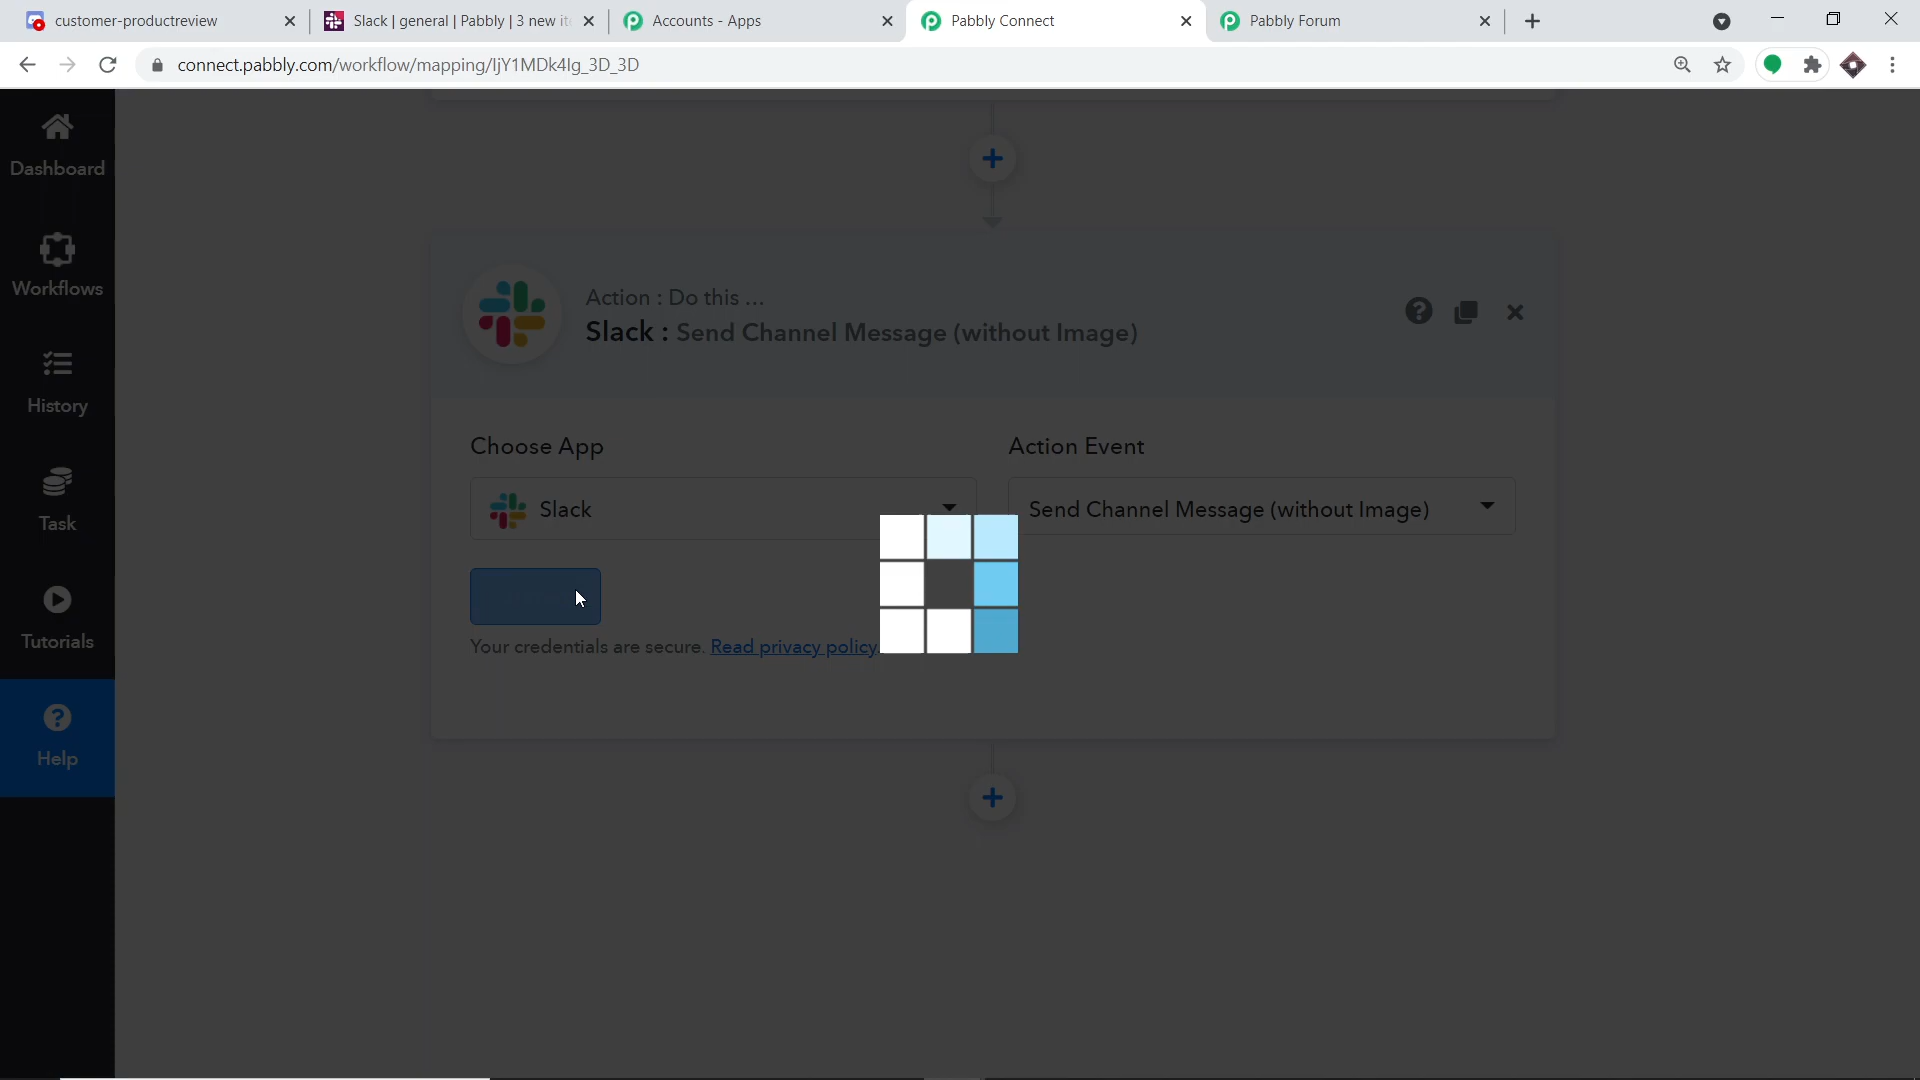 customer-productreview
Slack | general | Pabbly | 3 new it
Accounts - Apps
Pabbly Connect
Pabbly Forum
connect.pabbly.com/workflow/mapping/IjY1MDk4Ig_3D_3D
Dashboard
Workflows
History
Task
Tutorials
Help
Action : Do this ...
Slack : Send Channel Message (without Image)
Choose App
Action Event
Slack
Send Channel Message (without Image)
Your credentials are secure. Read privacy policy.